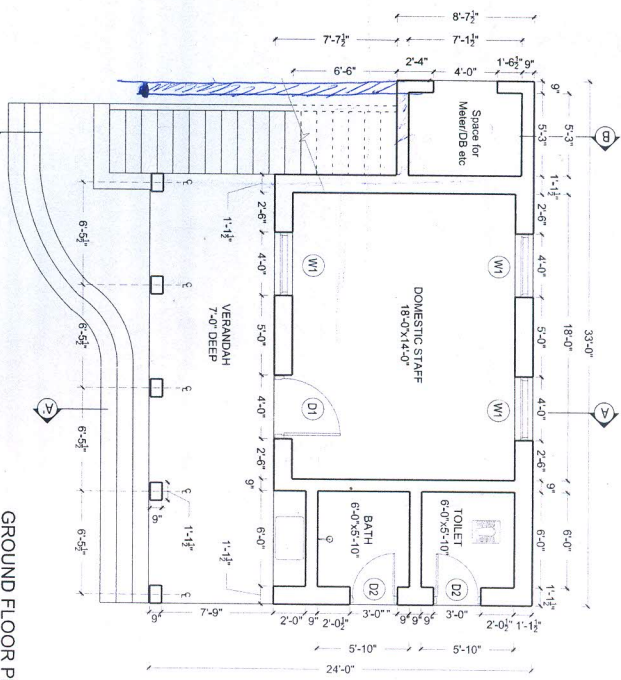 8'-7½"
7'-7½"
7'-1½"
2'-4"
1'-6½"
9"
6'-6"
4'-0"
9"
5'-3"
5'-3"
B
Space for
Meter/DB etc
1'-1½"
2'-6"
1'-1½"
2'-6"
6'-5½"
4'-0"
W1
W1
4'-0"
VERANDAH
7'-0" DEEP
5'-0"
DOMESTIC STAFF
18'-0"x14'-0"
5'-0"
18'-0"
33'-0"
6'-5½"
A'
4'-0"
D1
W1
4'-0"
A
6'-5½"
2'-6"
2'-6"
9"
9"
9"
1'-1½"
6'-0"
BATH
6'-0"x5'-10"
TOILET
6'-0"x5'-10"
6'-0"
6'-0"
6'-5½"
1'-1½"
D2
D2
1'-1½"
9"
7'-9"
2'-0"
9"
2'-0½"
3'-0"
9"
9"
9"
3'-0"
2'-0½"
1'-1½"
5'-10"
5'-10"
24'-0"
GROUND FLOOR P